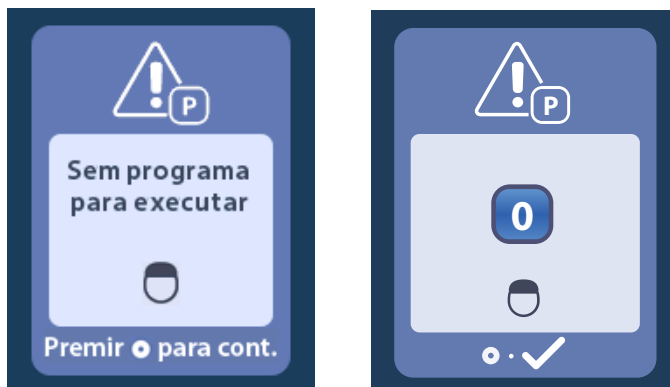 P
Sem programa
para executar
Premir para cont.
P
0